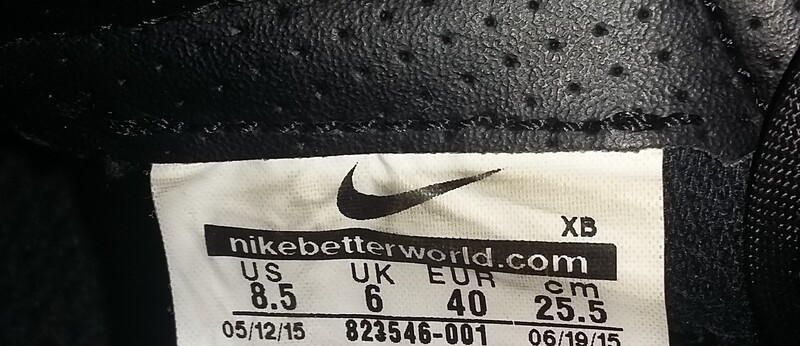 XB
nikebetterworld.com
US UK EUR cm
8.5 6 40 25.5
05/12/15 823546-001 06/19/15